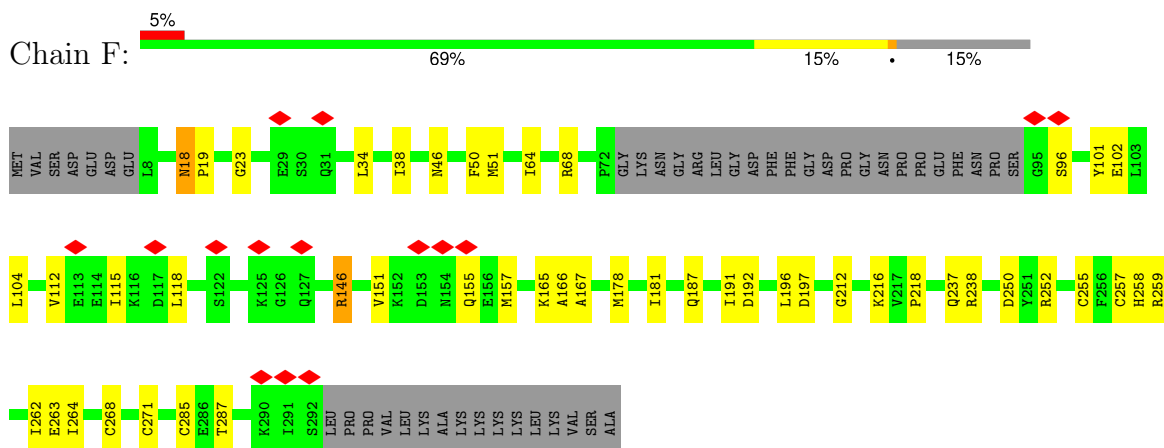 5%
Chain F:
69% 15% • 15%
MET VAL SER ASP GLU ASP GLU L8 N18 P19 G23 E29 S30 Q31 L34 I38 N46 F50 M51 I64 R68 P72 GLY LYS ASN GLY ARG LEU GLY ASP PHE PHE GLY ASP PRO GLY ASN PRO PRO GLU PHE ASN PRO SER G95 S96 Y101 E102 L103
L104 V112 E113 E114 I115 K116 D117 L118 S122 K125 G126 Q127 R146 V151 K152 D153 N154 Q155 E156 M157 K165 A166 A167 M178 I181 Q187 I191 D192 L196 D197 G212 K216 V217 P218 Q237 R238 D250 Y251 R252 C255 F256 C257 H258 R259
I262 E263 I264 C268 C271 C285 E286 T287 K290 I291 S292 LEU PRO PRO VAL LEU LYS ALA LYS LYS LYS LYS LEU LYS VAL SER ALA